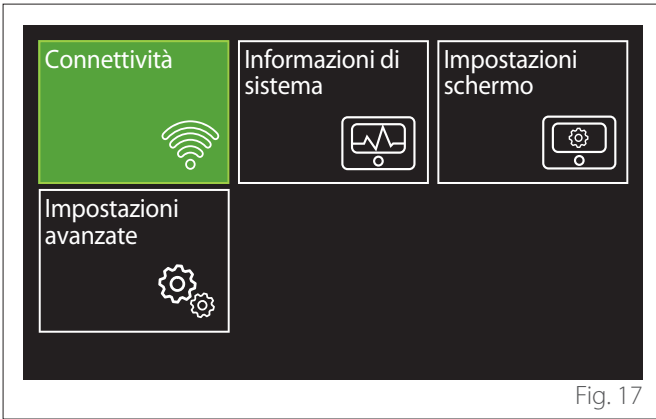 Connettività
Informazioni di
sistema
Impostazioni
schermo
Impostazioni
avanzate
Fig. 17